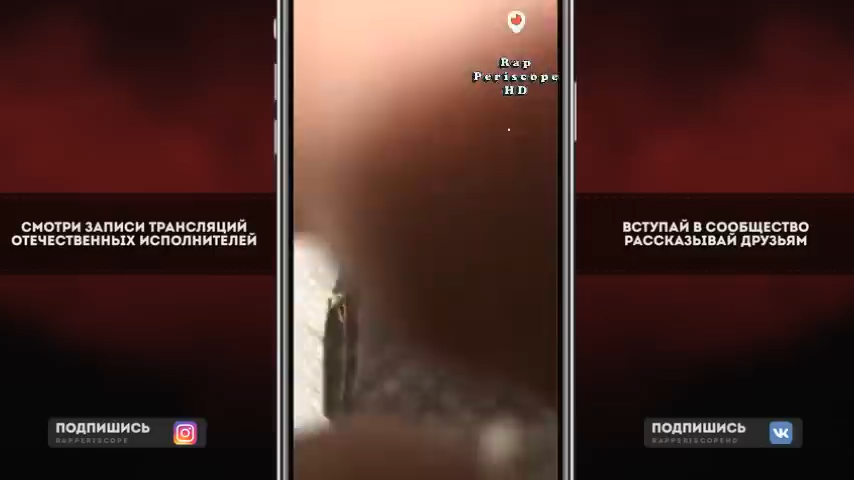 Rap
Periscope
HD
СМОТРИ ЗАПИСИ ТРАНСЛЯЦИЙ
ОТЕЧЕСТВЕННЫХ ИСПОЛНИТЕЛЕЙ
ВСТУПАЙ В СООБЩЕСТВО
РАССКАЗЫВАЙ ДРУЗЬЯМ
ПОДПИШИСЬ
RAPPERISCOPE
ПОДПИШИСЬ
RAPPERISCOPEHD